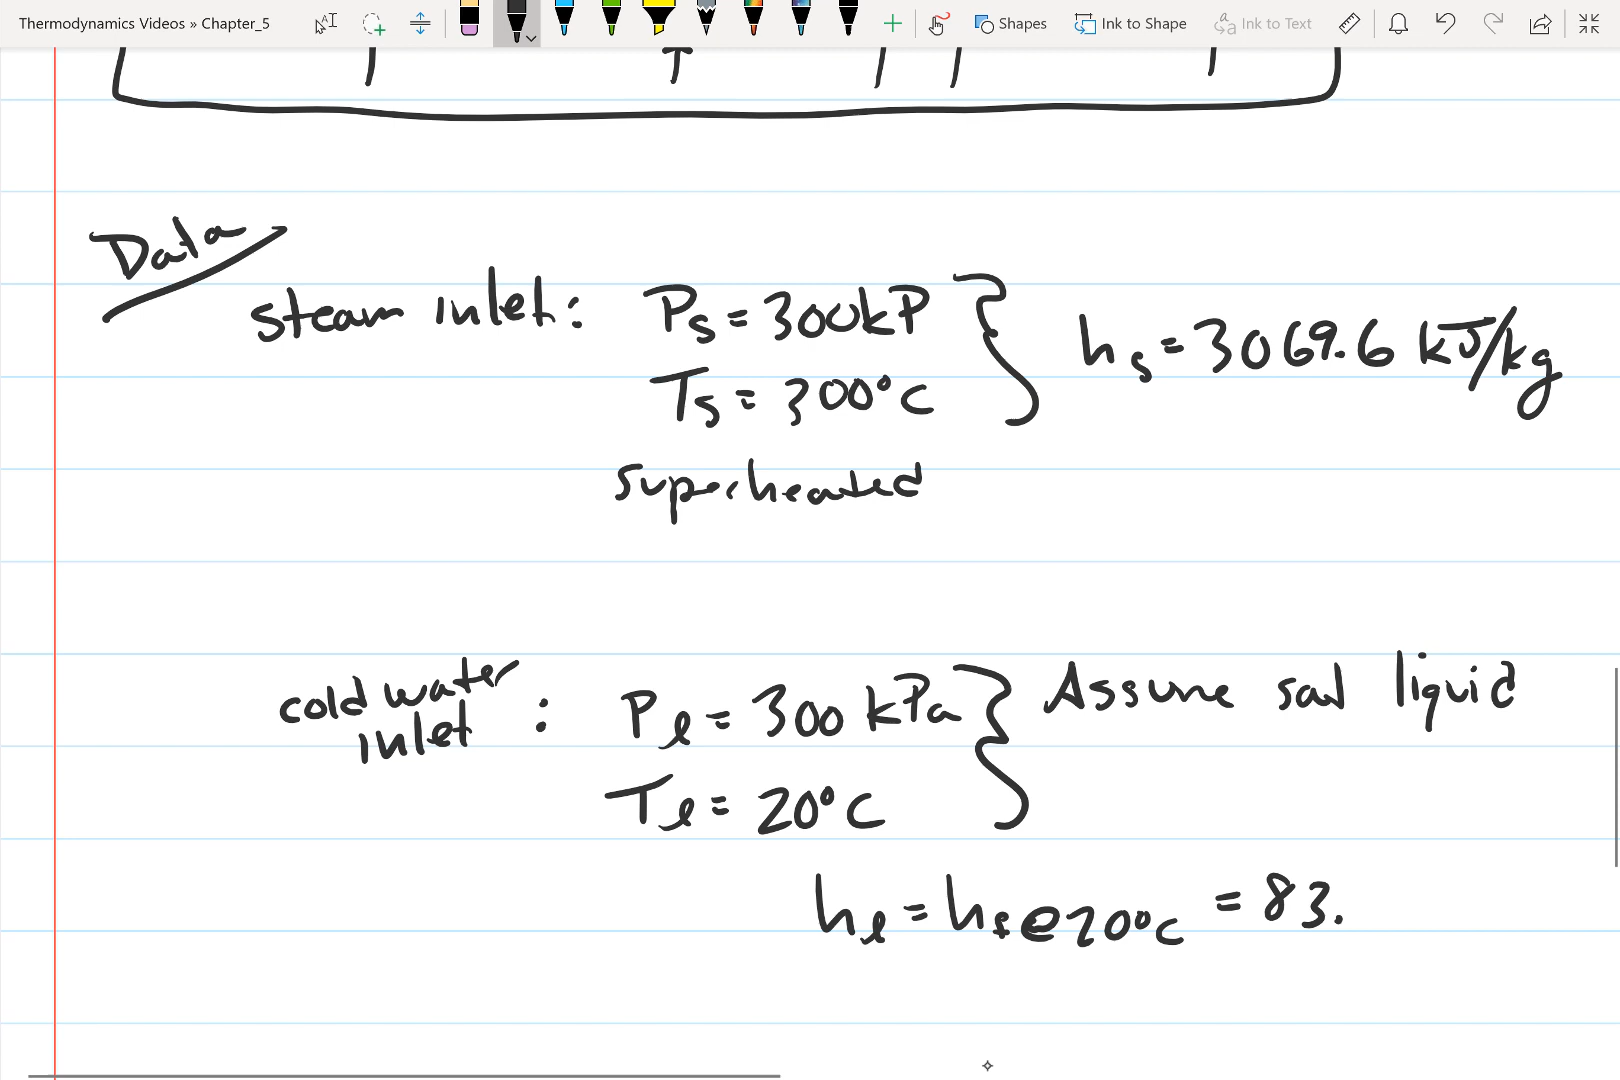 Thermodynamics Videos » Chapter_5
Shapes
Ink to Shape
Ink to Text
Data
steam inlet: Ps = 300kP } hs = 3069.6 kJ/kg
Ts = 300°C
superheated
cold water inlet : Pl = 300 kPa } Assume sat liquid
Tl = 20°C
hl = hf@20°C = 83.